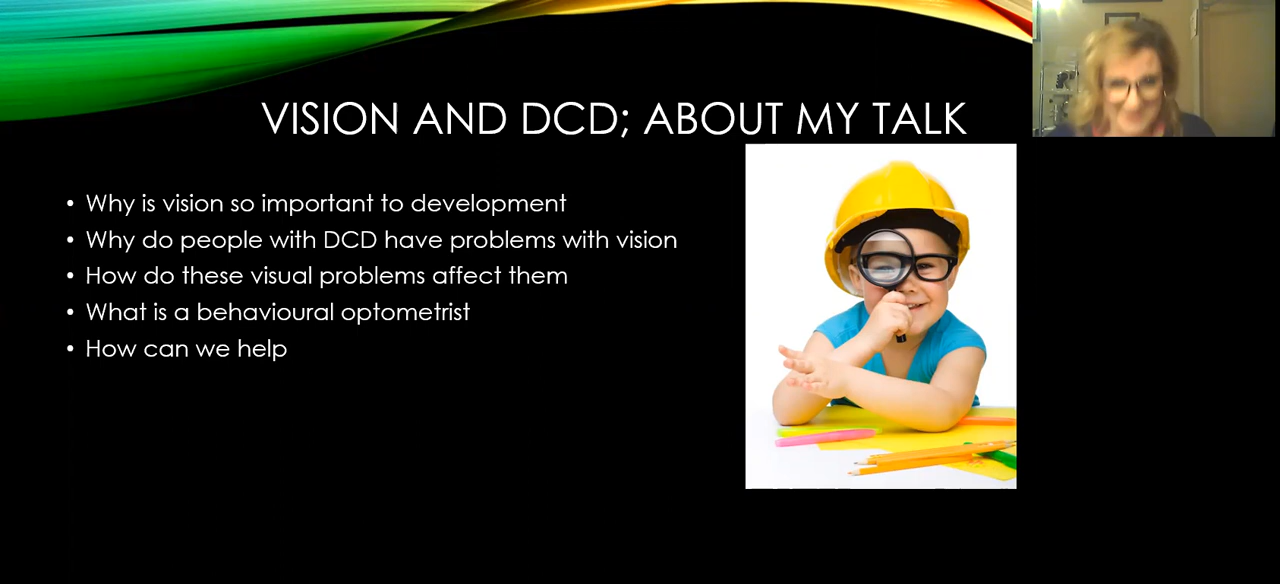 VISION AND DCD; ABOUT MY TALK
• Why is vision so important to development
• Why do people with DCD have problems with vision
• How do these visual problems affect them
• What is a behavioural optometrist
• How can we help